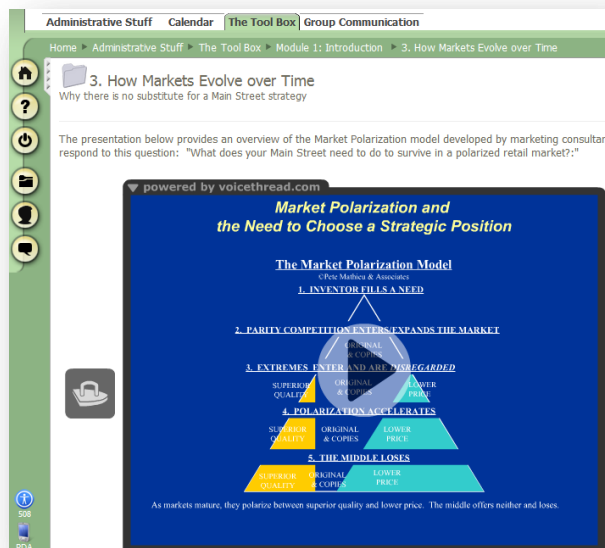 Administrative Stuff Calendar The Tool Box Group Communication
Home Administrative Stuff The Tool Box Module 1: Introduction 3. How Markets Evolve over Time
3. How Markets Evolve over Time
Why there is no substitute for a Main Street strategy
The presentation below provides an overview of the Market Polarization model developed by marketing consultan
respond to this question: "What does your Main Street need to do to survive in a polarized retail market?:"
powered by voicethread.com
Market Polarization and
the Need to Choose a Strategic Position
The Market Polarization Model
©Pete Mathieu & Associates
1. INVENTOR FILLS A NEED
2. PARITY COMPETITION ENTERS/EXPANDS THE MARKET
ORIGINAL
& COPIES
3. EXTREMES ENTER AND ARE DISREGARDED
SUPERIOR ORIGINAL LOWER
QUALITY & COPIES PRICE
4. POLARIZATION ACCELERATES
SUPERIOR ORIGINAL LOWER
QUALITY & COPIES PRICE
5. THE MIDDLE LOSES
SUPERIOR ORIGINAL LOWER
QUALITY & COPIES PRICE
As markets mature, they polarize between superior quality and lower price. The middle offers neither and loses.
508
PDA